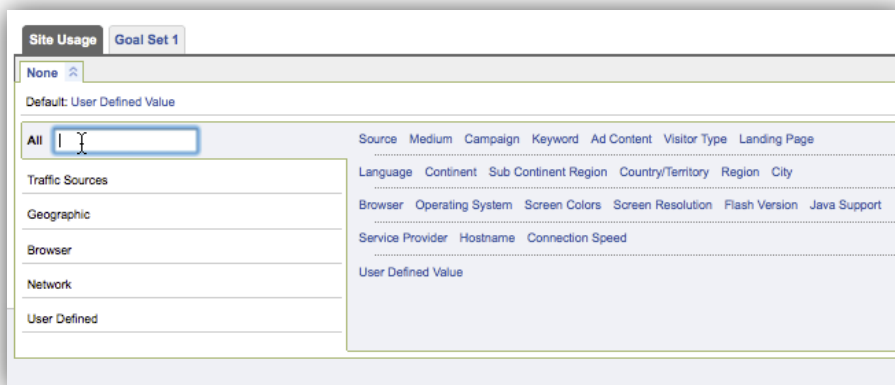 Site Usage Goal Set 1
None
Default: User Defined Value
All
Source Medium Campaign Keyword Ad Content Visitor Type Landing Page
Traffic Sources
Language Continent Sub Continent Region Country/Territory Region City
Geographic
Browser Operating System Screen Colors Screen Resolution Flash Version Java Support
Browser
Service Provider Hostname Connection Speed
Network
User Defined Value
User Defined